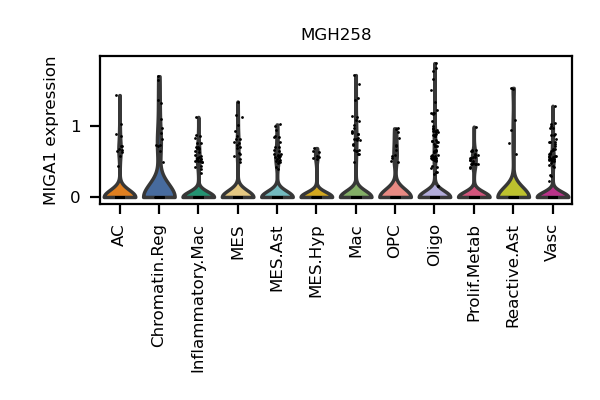 MGH258
MIGA1 expression
1
0
AC
Chromatin.Reg
Inflammatory.Mac
MES
MES.Ast
MES.Hyp
Mac
OPC
Oligo
Prolif.Metab
Reactive.Ast
Vasc